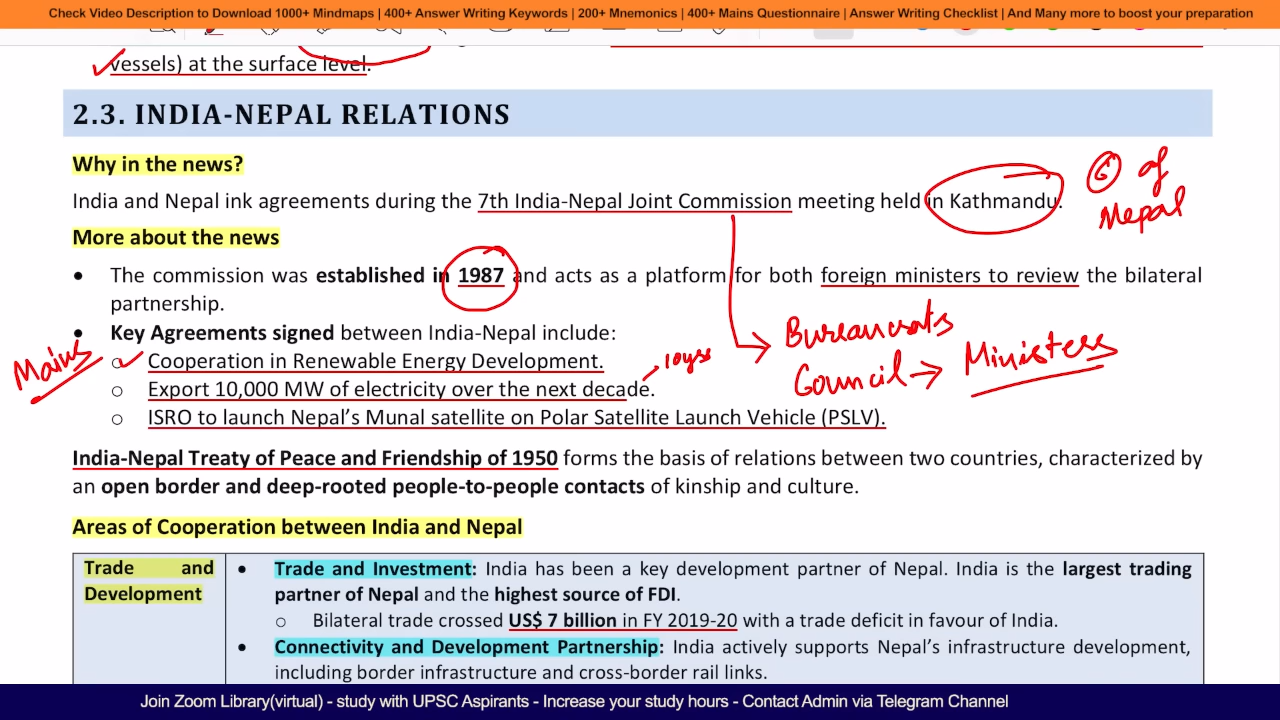 Check Video Description to Download 1000+ Mindmaps | 400+ Answer Writing Keywords | 200+ Mnemonics | 400+ Mains Questionnaire | Answer Writing Checklist | And Many more to boost your preparation
vessels) at the surface level.
2.3. INDIA-NEPAL RELATIONS
Why in the news?
India and Nepal ink agreements during the 7th India-Nepal Joint Commission meeting held in Kathmandu.
of
Nepal
More about the news
• The commission was established in 1987 and acts as a platform for both foreign ministers to review the bilateral
partnership.
• Key Agreements signed between India-Nepal include:
Bureaucrats
Mains
o Cooperation in Renewable Energy Development.
10yrs
Council → Ministers
o Export 10,000 MW of electricity over the next decade.
o ISRO to launch Nepal’s Munal satellite on Polar Satellite Launch Vehicle (PSLV).
India-Nepal Treaty of Peace and Friendship of 1950 forms the basis of relations between two countries, characterized by
an open border and deep-rooted people-to-people contacts of kinship and culture.
Areas of Cooperation between India and Nepal
Trade and
Development
• Trade and Investment: India has been a key development partner of Nepal. India is the largest trading
partner of Nepal and the highest source of FDI.
o Bilateral trade crossed US$ 7 billion in FY 2019-20 with a trade deficit in favour of India.
• Connectivity and Development Partnership: India actively supports Nepal’s infrastructure development,
including border infrastructure and cross-border rail links.
Join Zoom Library(virtual) - study with UPSC Aspirants - Increase your study hours - Contact Admin via Telegram Channel